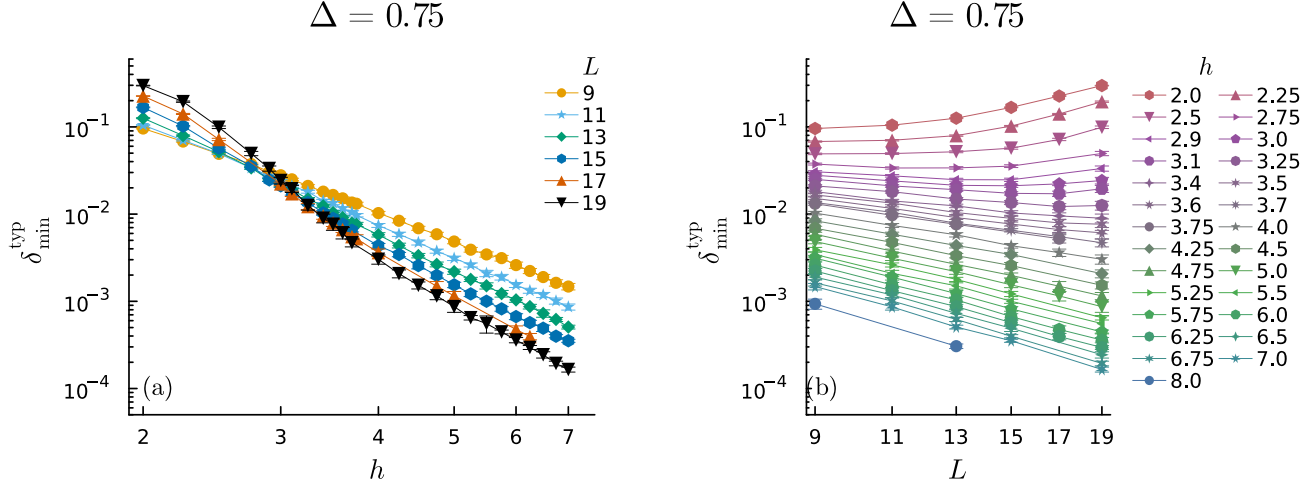 Δ = 0.75
δ_min^typ
10⁻¹
10⁻²
10⁻³
10⁻⁴
(a)
2 3 4 5 6 7
h
L
9
11
13
15
17
19
Δ = 0.75
δ_min^typ
10⁻¹
10⁻²
10⁻³
10⁻⁴
(b)
9 11 13 15 17 19
L
h
2.0 2.25
2.5 2.75
2.9 3.0
3.1 3.25
3.4 3.5
3.6 3.7
3.75 4.0
4.25 4.5
4.75 5.0
5.25 5.5
5.75 6.0
6.25 6.5
6.75 7.0
8.0